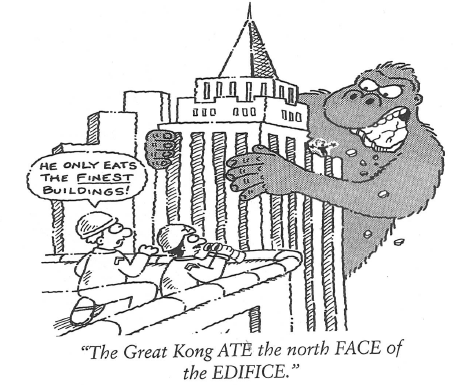 HE ONLY EATS
THE FINEST
BUILDINGS!
"The Great Kong ATE the north FACE of
the EDIFICE."